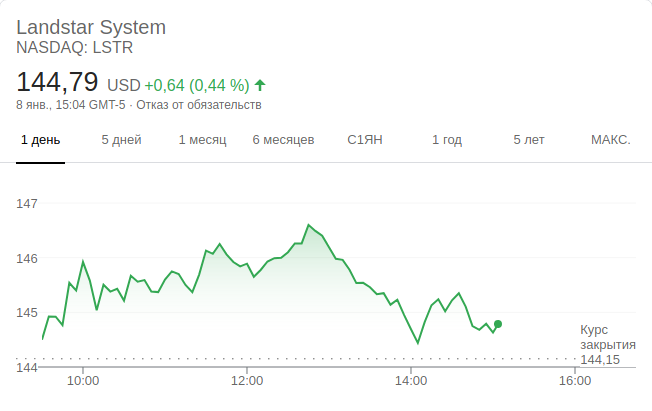 Landstar System
NASDAQ: LSTR
144,79 USD +0,64 (0,44 %)
8 янв., 15:04 GMT-5 · Отказ от обязательств
1 день 5 дней 1 месяц 6 месяцев С1ЯН 1 год 5 лет МАКС.
147
146
145
Курс
закрытия
144,15
144
10:00 12:00 14:00 16:00